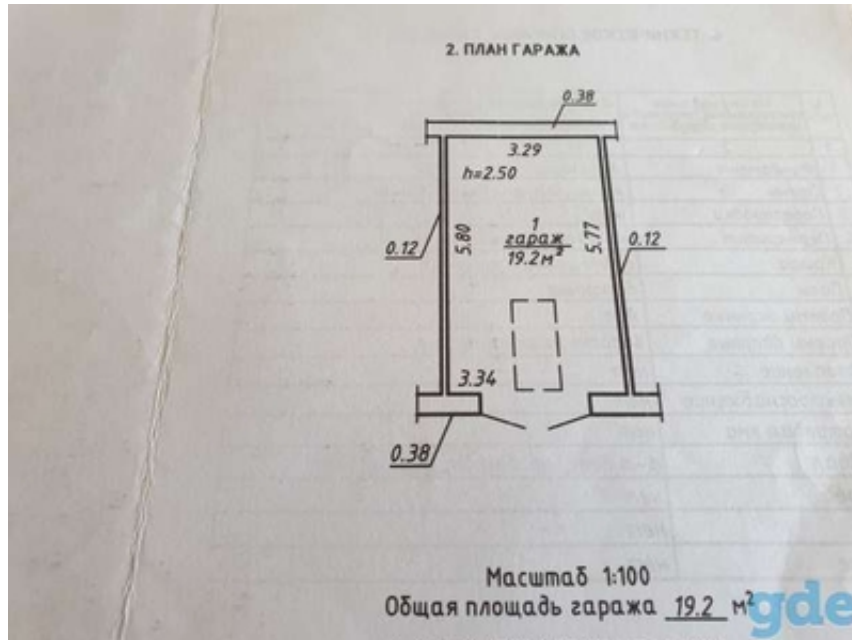 2. ПЛАН ГАРАЖА
0.38
3.29
h=2.50
0.12
5.80
1
гараж
19.2 м²
5.77
0.12
3.34
0.38
Масштаб 1:100
Общая площадь гаража 19.2 м²
gde